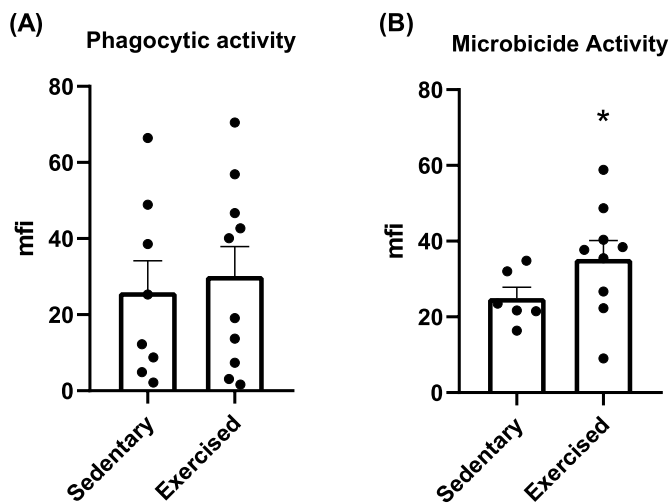 (A)
Phagocytic activity
mfi
80
60
40
20
0
Sedentary
Exercised
(B)
Microbicide Activity
mfi
80
60
40
20
0
*
Sedentary
Exercised